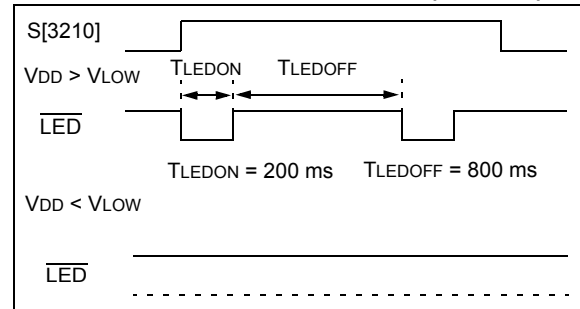 S[3210]
VDD > VLOW
TLEDON TLEDOFF
LED
TLEDON = 200 ms TLEDOFF = 800 ms
VDD < VLOW
LED